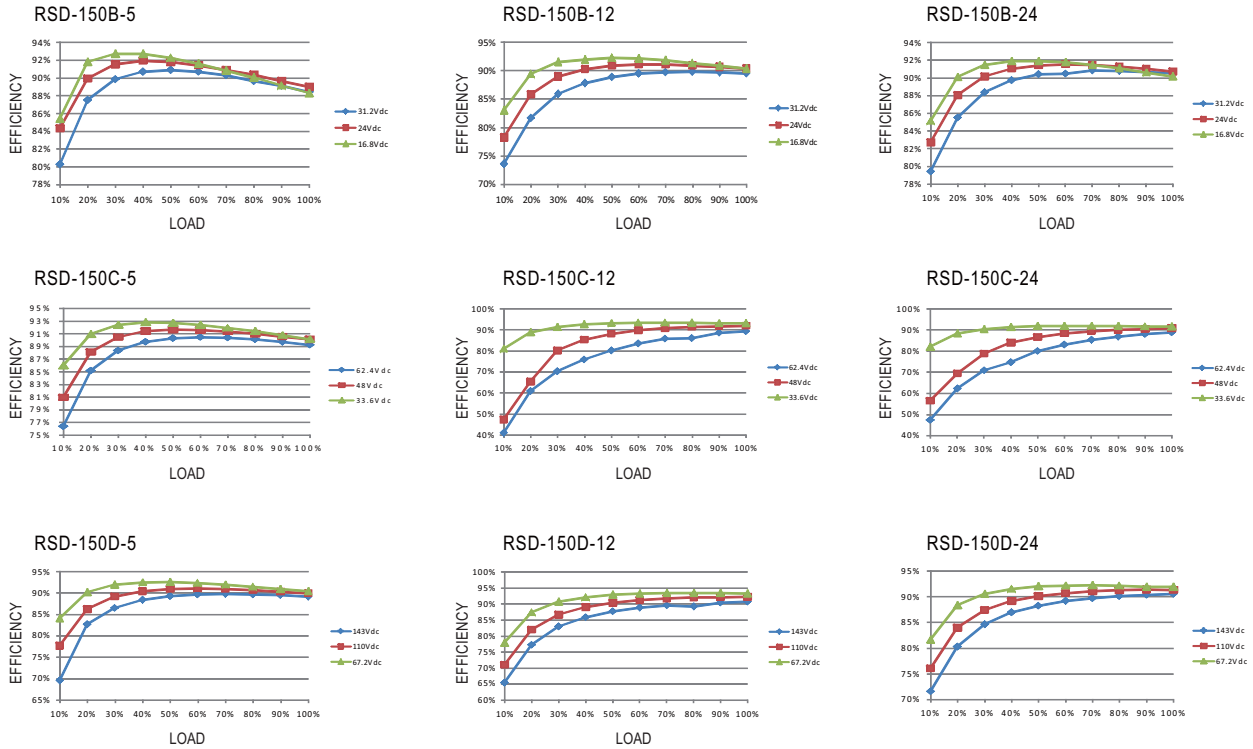 RSD-150B-5
94%
92%
90%
88%
86%
84%
82%
80%
78%
EFFICIENCY
10% 20% 30% 40% 50% 60% 70% 80% 90% 100%
LOAD
31.2Vdc
24Vdc
16.8Vdc
RSD-150B-12
95%
90%
85%
80%
75%
70%
EFFICIENCY
10% 20% 30% 40% 50% 60% 70% 80% 90% 100%
LOAD
31.2Vdc
24Vdc
16.8Vdc
RSD-150B-24
94%
92%
90%
88%
86%
84%
82%
80%
78%
EFFICIENCY
10% 20% 30% 40% 50% 60% 70% 80% 90% 100%
LOAD
31.2Vdc
24Vdc
16.8Vdc
RSD-150C-5
95%
93%
91%
89%
87%
85%
83%
81%
79%
77%
75%
EFFICIENCY
10% 20% 30% 40% 50% 60% 70% 80% 90% 100%
LOAD
62.4Vdc
48Vdc
33.6Vdc
RSD-150C-12
100%
90%
80%
70%
60%
50%
40%
EFFICIENCY
10% 20% 30% 40% 50% 60% 70% 80% 90% 100%
LOAD
62.4Vdc
48Vdc
33.6Vdc
RSD-150C-24
100%
90%
80%
70%
60%
50%
40%
EFFICIENCY
10% 20% 30% 40% 50% 60% 70% 80% 90% 100%
LOAD
62.4Vdc
48Vdc
33.6Vdc
RSD-150D-5
95%
90%
85%
80%
75%
70%
65%
EFFICIENCY
10% 20% 30% 40% 50% 60% 70% 80% 90% 100%
LOAD
143Vdc
110Vdc
67.2Vdc
RSD-150D-12
100%
95%
90%
85%
80%
75%
70%
65%
60%
EFFICIENCY
10% 20% 30% 40% 50% 60% 70% 80% 90% 100%
LOAD
143Vdc
110Vdc
67.2Vdc
RSD-150D-24
95%
90%
85%
80%
75%
70%
EFFICIENCY
10% 20% 30% 40% 50% 60% 70% 80% 90% 100%
LOAD
143Vdc
110Vdc
67.2Vdc